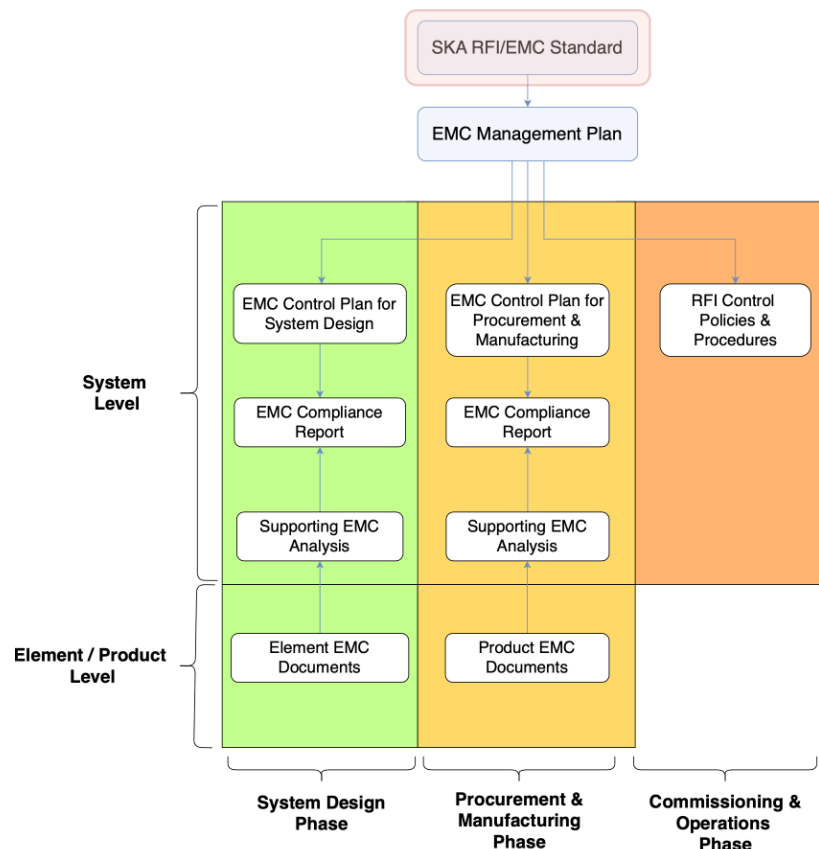 SKA RFI/EMC Standard
EMC Management Plan
EMC Control Plan for
System Design
EMC Control Plan for
Procurement &
Manufacturing
RFI Control
Policies &
Procedures
System
Level
EMC Compliance
Report
EMC Compliance
Report
Supporting EMC
Analysis
Supporting EMC
Analysis
Element / Product
Level
Element EMC
Documents
Product EMC
Documents
System Design
Phase
Procurement &
Manufacturing
Phase
Commissioning &
Operations
Phase